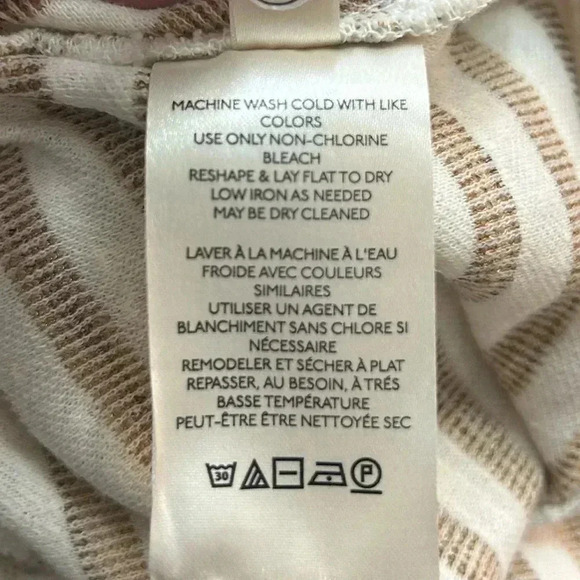 MACHINE WASH COLD WITH LIKE
COLORS
USE ONLY NON-CHLORINE
BLEACH
RESHAPE & LAY FLAT TO DRY
LOW IRON AS NEEDED
MAY BE DRY CLEANED
LAVER À LA MACHINE À L'EAU
FROIDE AVEC COULEURS
SIMILAIRES
UTILISER UN AGENT DE
BLANCHIMENT SANS CHLORE SI
NÉCESSAIRE
REMODELER ET SÉCHER À PLAT
REPASSER, AU BESOIN, À TRÉS
BASSE TEMPÉRATURE
PEUT-ÊTRE ÊTRE NETTOYÉE SEC
30 P